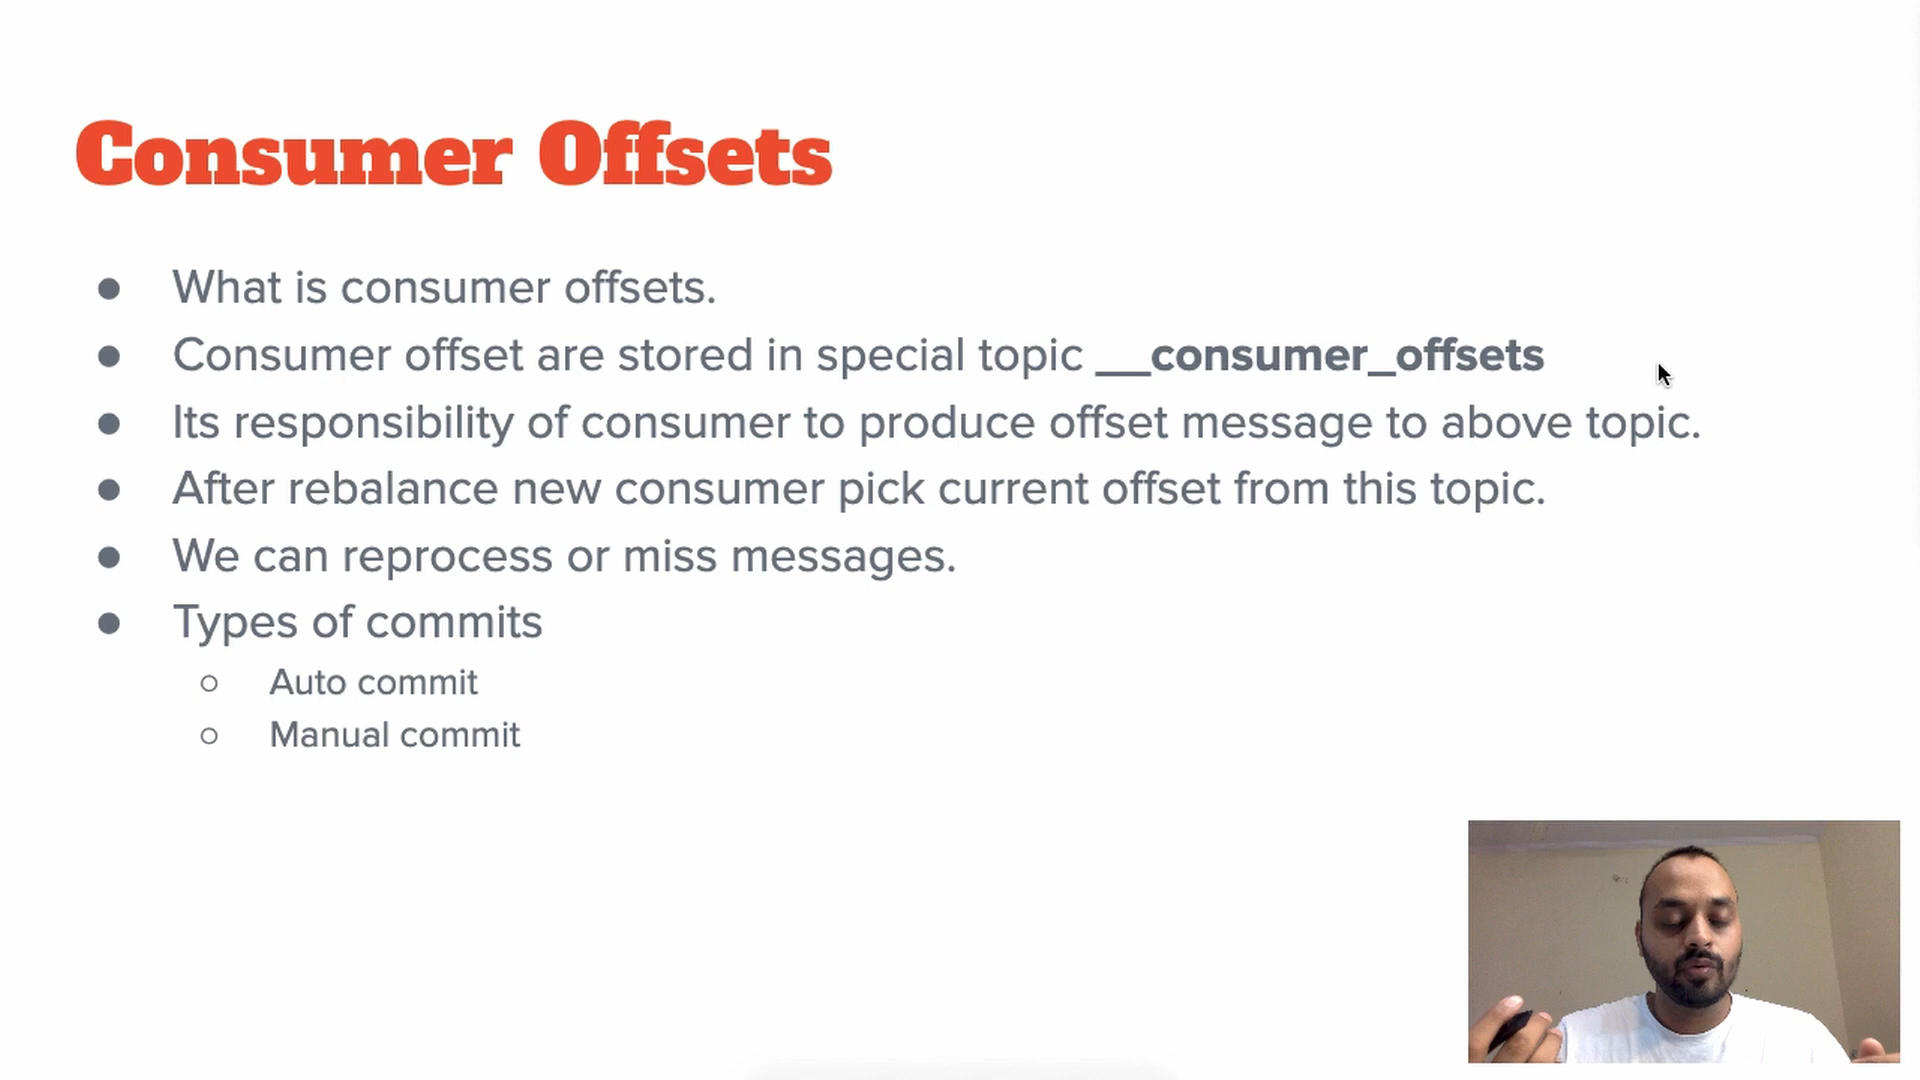 Consumer Offsets
● What is consumer offsets.
● Consumer offset are stored in special topic __consumer_offsets
● Its responsibility of consumer to produce offset message to above topic.
● After rebalance new consumer pick current offset from this topic.
● We can reprocess or miss messages.
● Types of commits
○ Auto commit
○ Manual commit